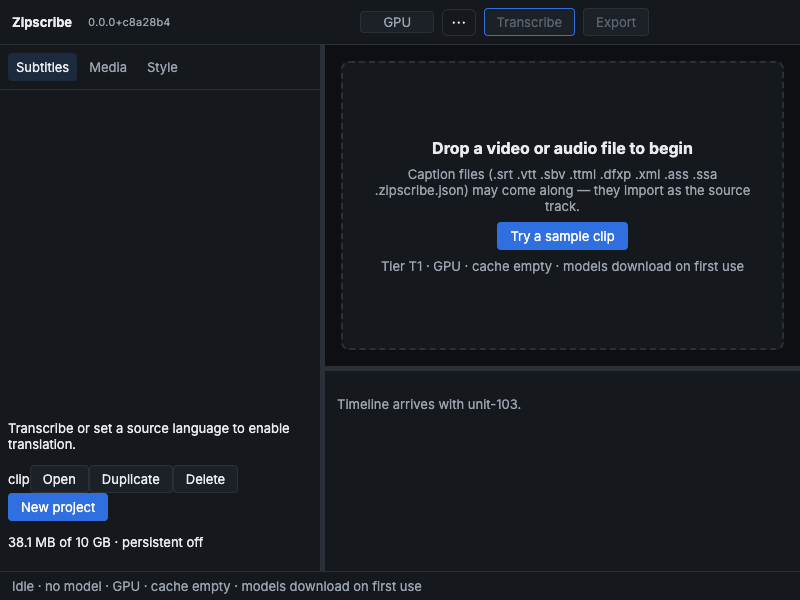 Zipscribe 0.0.0+c8a28b4 GPU ··· Transcribe Export
Subtitles Media Style
Drop a video or audio file to begin
Caption files (.srt .vtt .sbv .ttml .dfxp .xml .ass .ssa
.zipscribe.json) may come along — they import as the source
track.
Try a sample clip
Tier T1 · GPU · cache empty · models download on first use
Timeline arrives with unit-103.
Transcribe or set a source language to enable
translation.
clip Open Duplicate Delete
New project
38.1 MB of 10 GB · persistent off
Idle · no model · GPU · cache empty · models download on first use